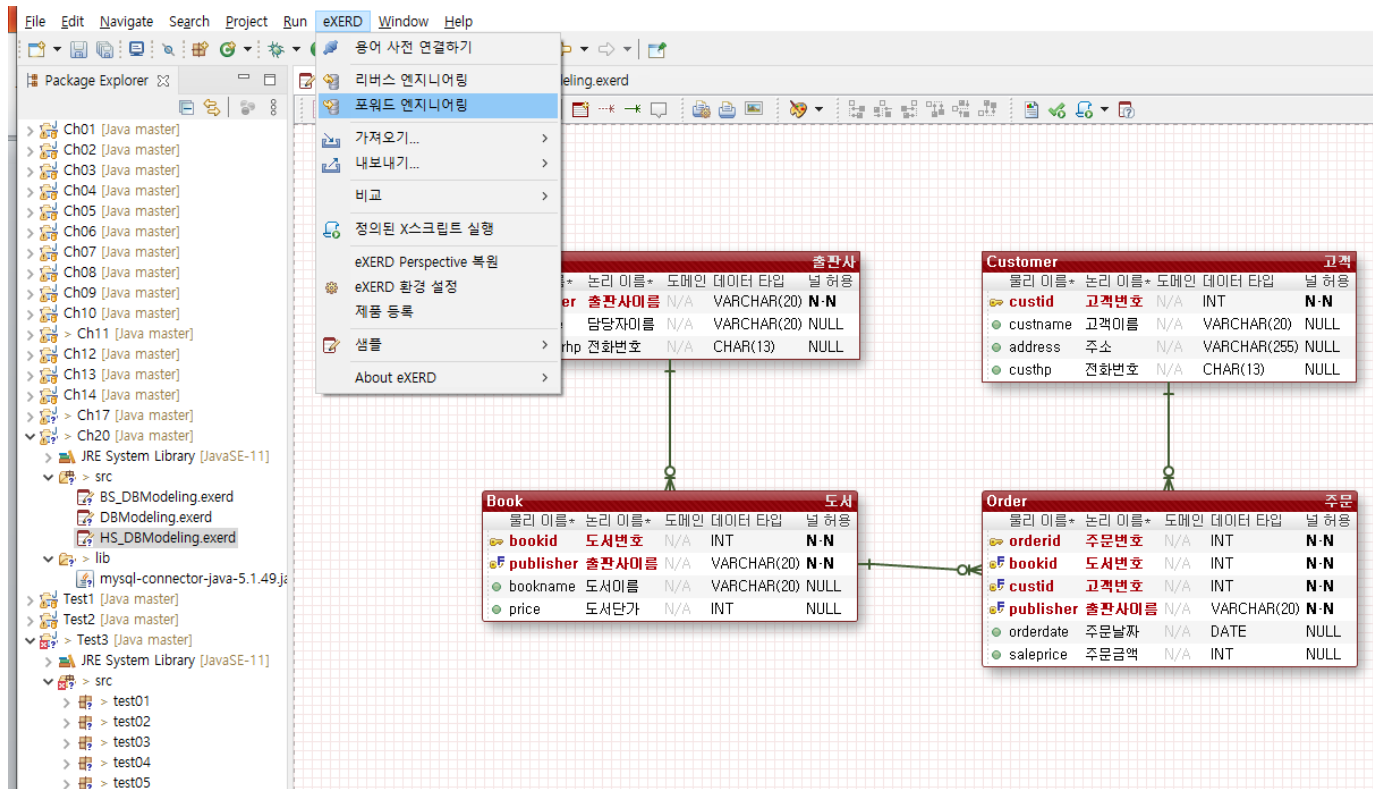 File Edit Navigate Search Project Run eXERD Window Help
Package Explorer
Ch01 [Java master]
Ch02 [Java master]
Ch03 [Java master]
Ch04 [Java master]
Ch05 [Java master]
Ch06 [Java master]
Ch07 [Java master]
Ch08 [Java master]
Ch09 [Java master]
Ch10 [Java master]
> Ch11 [Java master]
Ch12 [Java master]
Ch13 [Java master]
Ch14 [Java master]
> Ch17 [Java master]
> Ch20 [Java master]
JRE System Library [JavaSE-11]
> src
BS_DBModeling.exerd
DBModeling.exerd
HS_DBModeling.exerd
> lib
mysql-connector-java-5.1.49.ja
Test1 [Java master]
Test2 [Java master]
> Test3 [Java master]
JRE System Library [JavaSE-11]
> src
> test01
> test02
> test03
> test04
> test05
용어 사전 연결하기
리버스 엔지니어링
포워드 엔지니어링
가져오기...
내보내기...
비교
정의된 X스크립트 실행
eXERD Perspective 복원
eXERD 환경 설정
제품 등록
샘플
About eXERD
eling.exerd
출판사
논리 이름* 도메인 데이터 타입 널 허용
er 출판사이름 N/A VARCHAR(20) N·N
담당자이름 N/A VARCHAR(20) NULL
rhp 전화번호 N/A CHAR(13) NULL
Customer 고객
물리 이름* 논리 이름* 도메인 데이터 타입 널 허용
custid 고객번호 N/A INT N·N
custname 고객이름 N/A VARCHAR(20) NULL
address 주소 N/A VARCHAR(255) NULL
custhp 전화번호 N/A CHAR(13) NULL
Book 도서
물리 이름* 논리 이름* 도메인 데이터 타입 널 허용
bookid 도서번호 N/A INT N·N
publisher 출판사이름 N/A VARCHAR(20) N·N
bookname 도서이름 N/A VARCHAR(20) NULL
price 도서단가 N/A INT NULL
Order 주문
물리 이름* 논리 이름* 도메인 데이터 타입 널 허용
orderid 주문번호 N/A INT N·N
bookid 도서번호 N/A INT N·N
custid 고객번호 N/A INT N·N
publisher 출판사이름 N/A VARCHAR(20) N·N
orderdate 주문날짜 N/A DATE NULL
saleprice 주문금액 N/A INT NULL